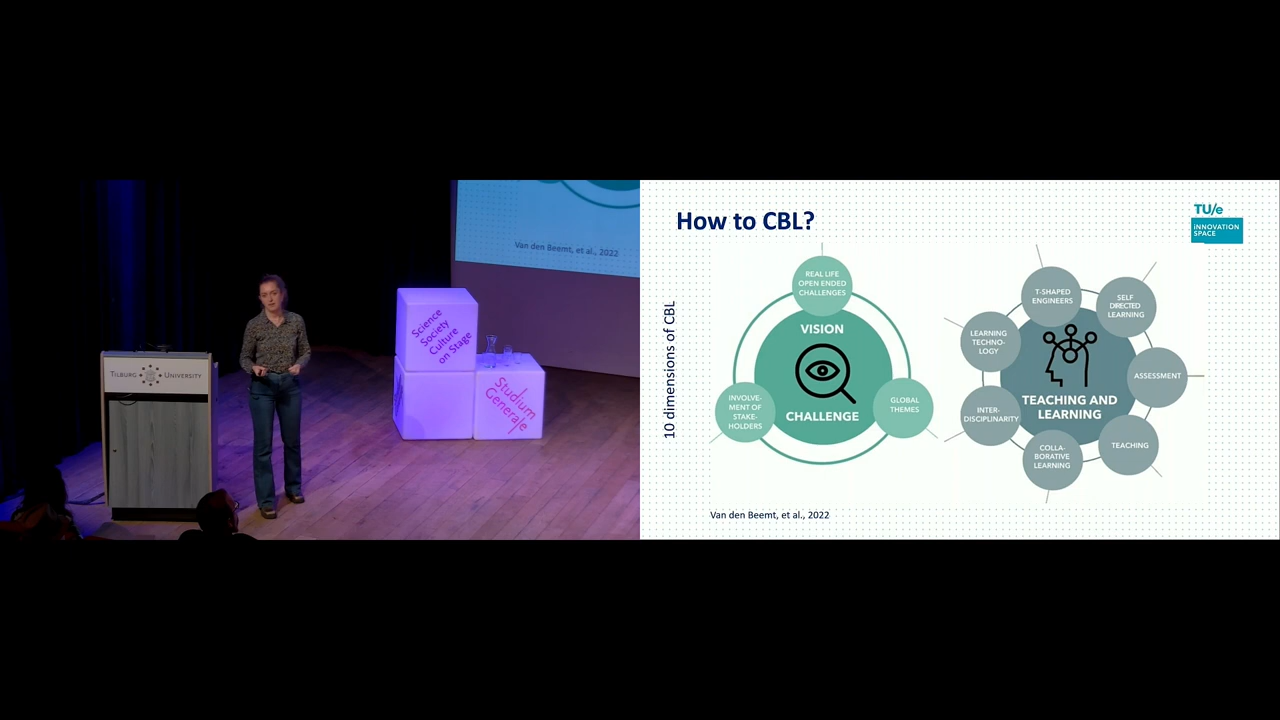 Van den Beemt, et al., 2022
Science
Society
Culture
on Stage
Studium
Generale
TILBURG UNIVERSITY
How to CBL?
TU/e
INNOVATION
SPACE
10 dimensions of CBL
REAL LIFE
OPEN ENDED
CHALLENGES
VISION
CHALLENGE
INVOLVE-
MENT OF
STAKE-
HOLDERS
GLOBAL
THEMES
T-SHAPED
ENGINEERS
SELF
DIRECTED
LEARNING
LEARNING
TECHNO-
LOGY
ASSESSMENT
TEACHING AND
LEARNING
INTER-
DISCIPLINARITY
TEACHING
COLLA-
BORATIVE
LEARNING
Van den Beemt, et al., 2022